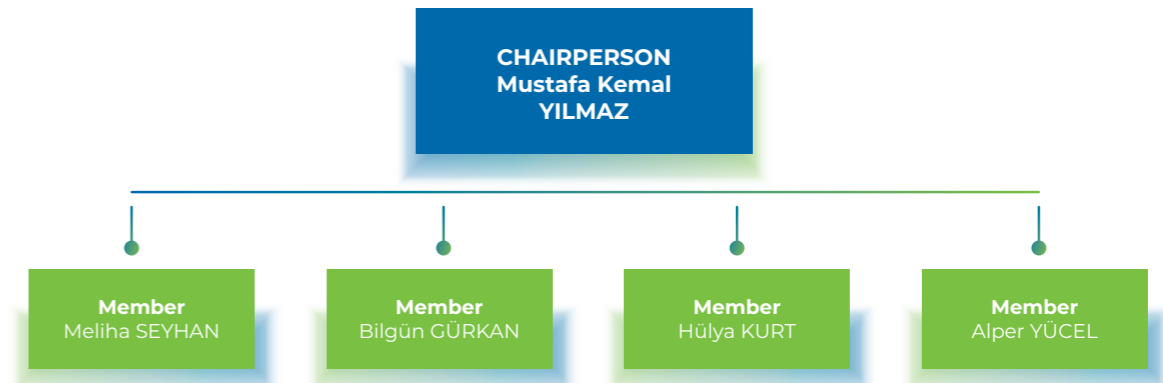 CHAIRPERSON
Mustafa Kemal
YILMAZ
Member
Meliha SEYHAN
Member
Bilgün GÜRKAN
Member
Hülya KURT
Member
Alper YÜCEL